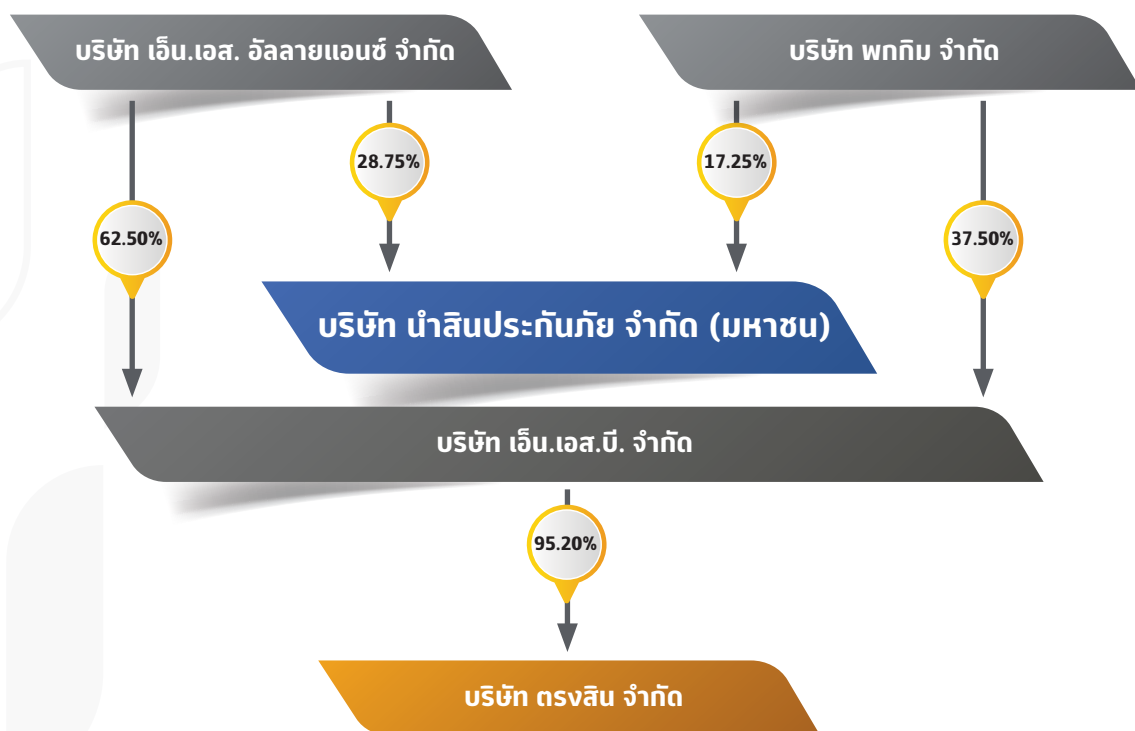 บริษัท เอ็น.เอส. อัลลายแอนซ์ จำกัด
บริษัท พกกิม จำกัด
28.75%
17.25%
62.50%
37.50%
บริษัท นำสินประกันภัย จำกัด (มหาชน)
บริษัท เอ็น.เอส.บี. จำกัด
95.20%
บริษัท ตรงสิน จำกัด